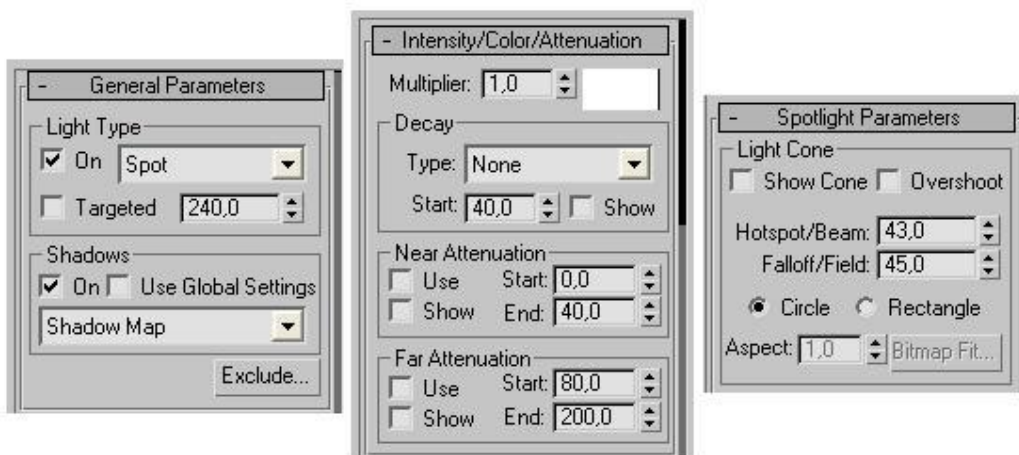 - General Parameters
Light Type
On Spot
Targeted 240,0
Shadows
On Use Global Settings
Shadow Map
Exclude...
- Intensity/Color/Attenuation
Multiplier: 1,0
Decay
Type: None
Start: 40,0 Show
Near Attenuation
Use Start: 0,0
Show End: 40,0
Far Attenuation
Use Start: 80,0
Show End: 200,0
- Spotlight Parameters
Light Cone
Show Cone Overshoot
Hotspot/Beam: 43,0
Falloff/Field: 45,0
Circle Rectangle
Aspect: 1,0 Bitmap Fit...